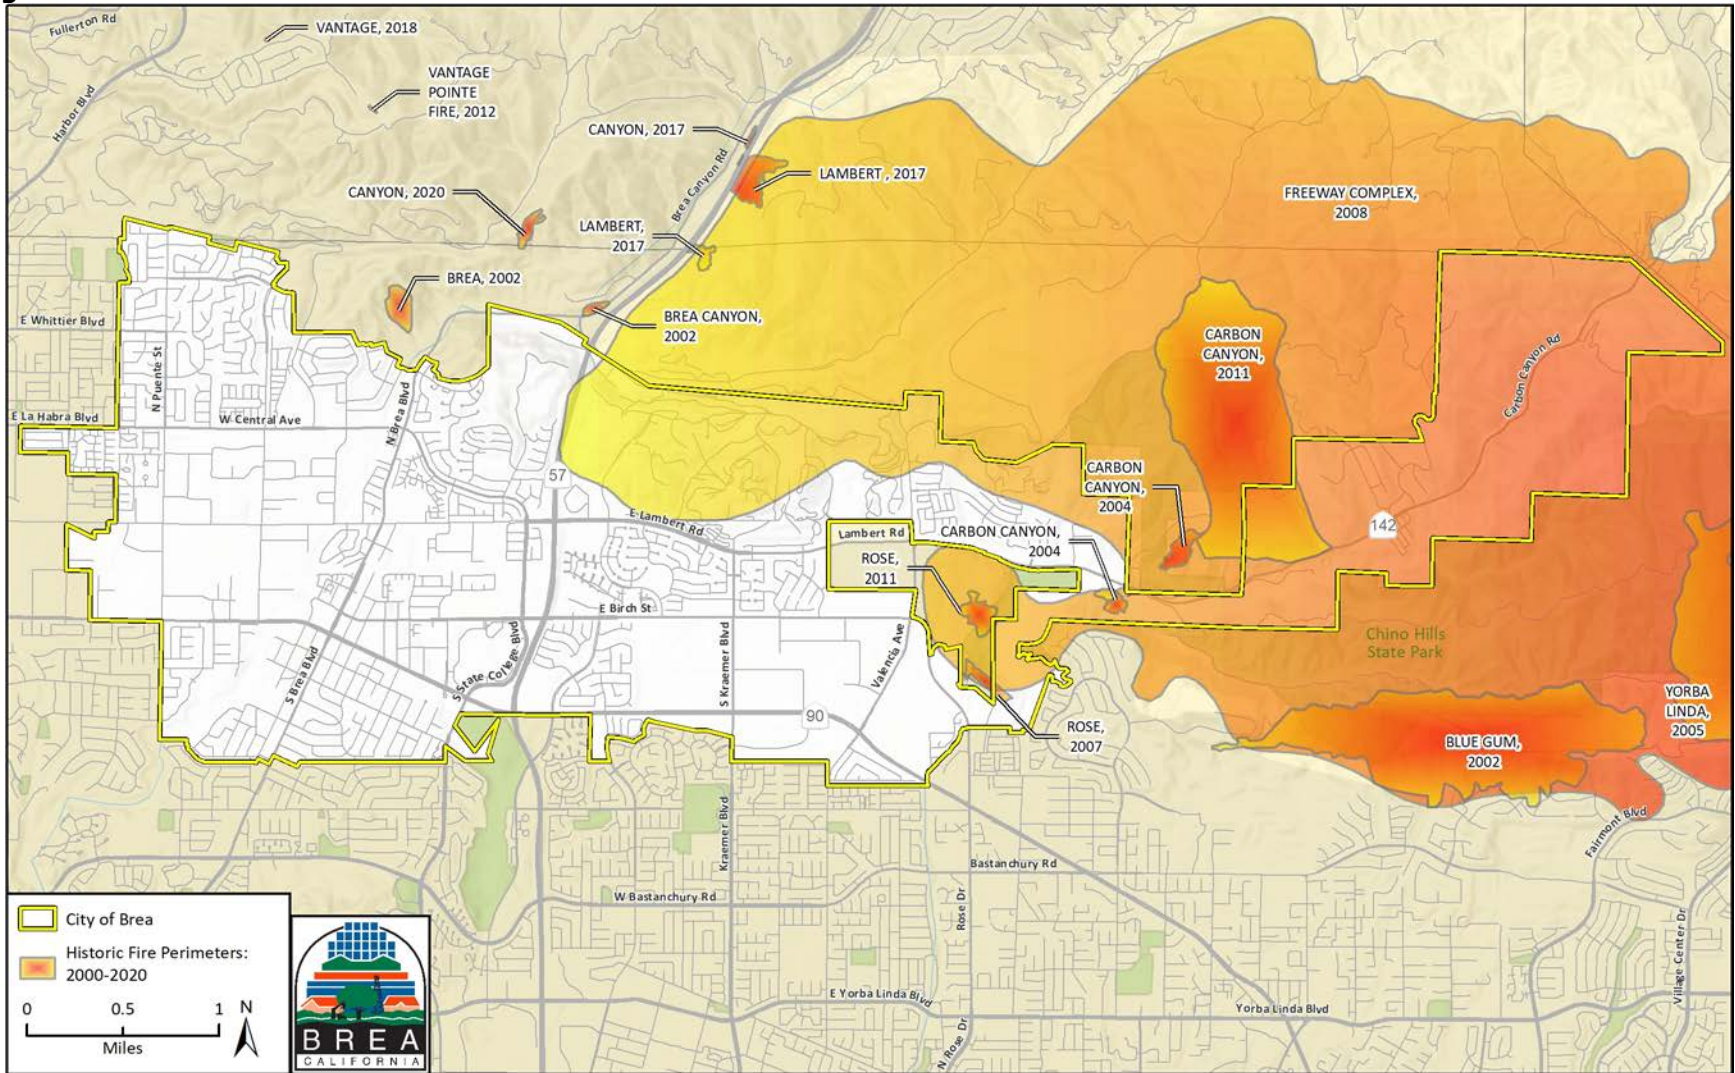 Fullerton Rd
VANTAGE, 2018
VANTAGE
POINTE
FIRE, 2012
Harbor Blvd
CANYON, 2017
Brea Canyon Rd
LAMBERT , 2017
CANYON, 2020
FREEWAY COMPLEX,
2008
LAMBERT,
2017
BREA, 2002
E Whittier Blvd
BREA CANYON,
2002
CARBON
CANYON,
2011
Carbon Canyon Rd
N Puente St
E La Habra Blvd
W Central Ave
N Brea Blvd
57
CARBON
CANYON,
2004
E Lambert Rd
Lambert Rd
CARBON CANYON,
2004
142
ROSE,
2011
E Birch St
S Brea Blvd
S State College Blvd
S Kraemer Blvd
Valencia Ave
Chino Hills
State Park
90
ROSE,
2007
YORBA
LINDA,
2005
BLUE GUM,
2002
Kraemer Blvd
Fairmont Blvd
Bastanchury Rd
W Bastanchury Rd
Rose Dr
Village Center Dr
E Yorba Linda Blvd
Yorba Linda Blvd
N Rose Dr
City of Brea
Historic Fire Perimeters:
2000-2020
0 0.5 1
Miles
N
BREA
CALIFORNIA